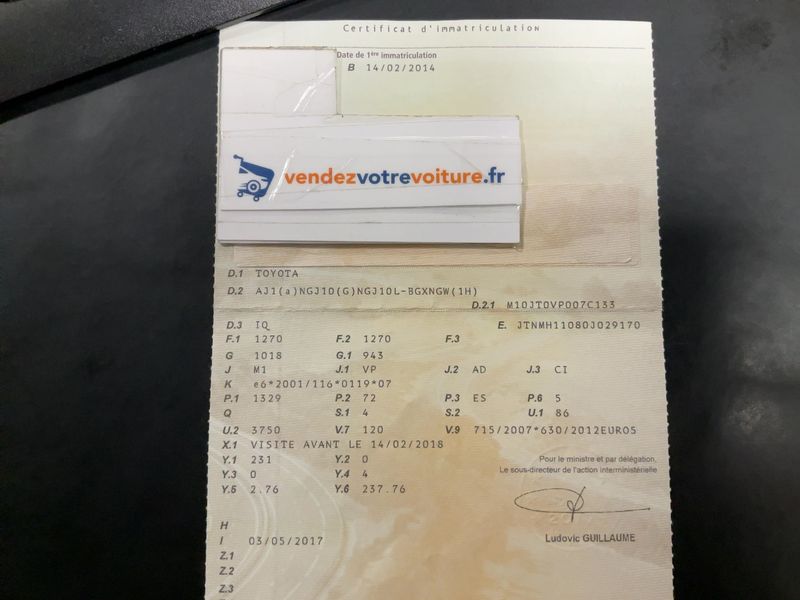 Certificat d'immatriculation
Date de 1ère immatriculation
B 14/02/2014
vendezvotrevoiture.fr
D.1 TOYOTA
D.2 AJ1(a)NGJ10(G)NGJ10L-BGXNGW(1H)
D.2.1 M10JTOVP007C133
D.3 IQ E. JTNMH11080J029170
F.1 1270 F.2 1270 F.3
G 1018 G.1 943
J M1 J.1 VP J.2 AD J.3 CI
K e6*2001/116*0119*07
P.1 1329 P.2 72 P.3 ES P.6 5
Q S.1 4 S.2 U.1 86
U.2 3750 V.7 120 V.9 715/2007*630/2012EURO5
X.1 VISITE AVANT LE 14/02/2018
Y.1 231 Y.2 0
Y.3 0 Y.4 4
Y.5 2.76 Y.6 237.76
Pour le ministre et par délégation,
Le sous-directeur de l'action interministérielle
Ludovic GUILLAUME
H
I 03/05/2017
Z.1
Z.2
Z.3